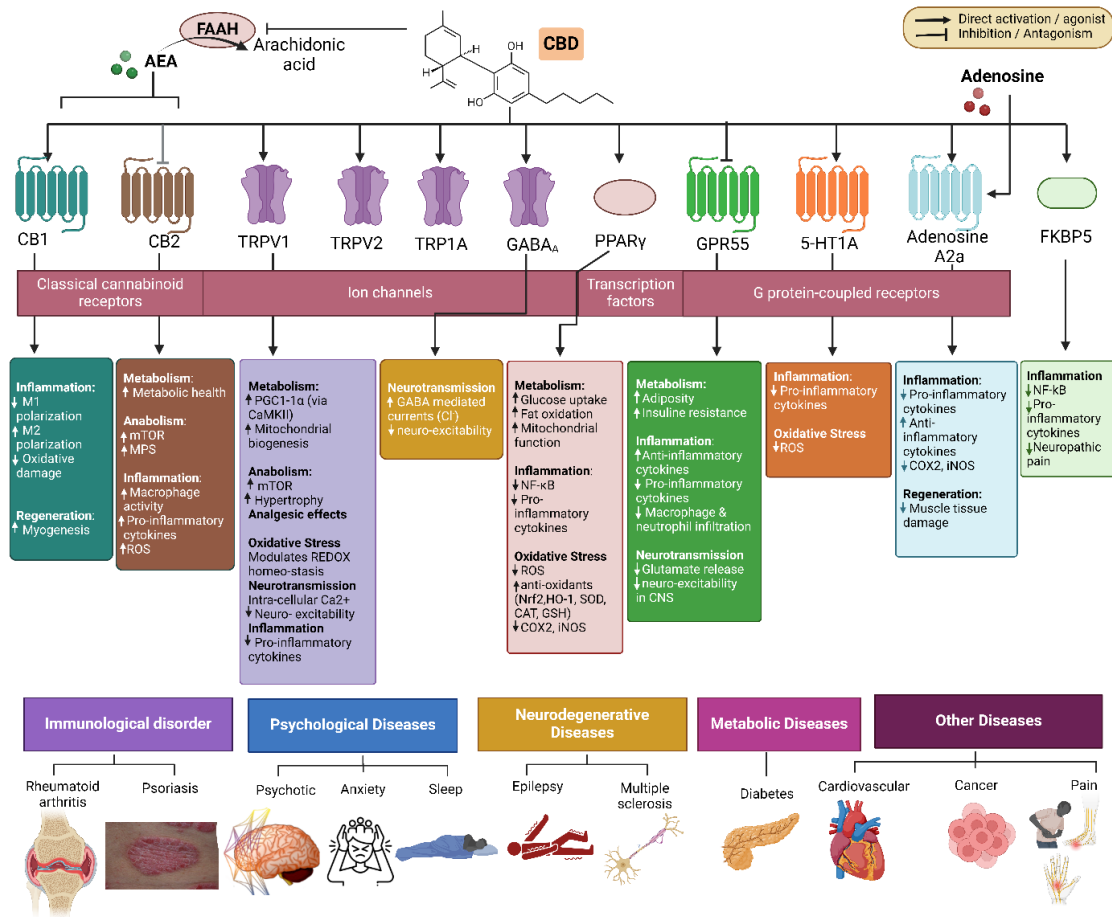 FAAH
AEA
Arachidonic
acid
CBD
OH
HO
H
H
Direct activation / agonist
Inhibition / Antagonism
Adenosine
CB1
CB2
TRPV1
TRPV2
TRP1A
GABAA
PPARγ
GPR55
5-HT1A
Adenosine
A2a
FKBP5
Classical cannabinoid
receptors
Ion channels
Transcription
factors
G protein-coupled receptors
Inflammation:
↓ M1
polarization
↑ M2
polarization
↓ Oxidative
damage
Regeneration:
↑ Myogenesis
Metabolism:
↑ Metabolic health
Anabolism:
↑ mTOR
↑ MPS
Inflammation:
↑ Macrophage
activity
↑ Pro-inflammatory
cytokines
↑ ROS
Metabolism:
↑ PGC1-1α (via
CaMKII)
↑ Mitochondrial
biogenesis
Anabolism:
↑ mTOR
↑ Hypertrophy
Analgesic effects
Oxidative Stress
Modulates REDOX
homeo-stasis
Neurotransmission
Intra-cellular Ca2+
↓ Neuro- excitability
Inflammation
↓ Pro-inflammatory
cytokines
Neurotransmission
↑ GABA mediated
currents (Cl-)
↓ neuro-excitability
Metabolism:
↑ Glucose uptake
↑ Fat oxidation
↑ Mitochondrial
function
Inflammation:
↓ NF-κB
↓ Pro-
inflammatory
cytokines
Oxidative Stress
↓ ROS
↑ anti-oxidants
(Nrf2,HO-1, SOD,
CAT, GSH)
↓ COX2, iNOS
Metabolism:
↑ Adiposity
↑ Insuline resistance
Inflammation:
↑ Anti-inflammatory
cytokines
↓ Pro-inflammatory
cytokines
↓ Macrophage &
neutrophil infiltration
Neurotransmission
↓ Glutamate release
↓ neuro-excitability
in CNS
Inflammation:
↓ Pro-inflammatory
cytokines
Oxidative Stress
↓ ROS
Inflammation:
↓ Pro-inflammatory
cytokines
↑ Anti-
inflammatory
cytokines
↓ COX2, iNOS
Regeneration:
↓ Muscle tissue
damage
Inflammation
↓ NF-kB
↓ Pro-
inflammatory
cytokines
↓ Neuropathic
pain
Immunological disorder
Psychological Diseases
Neurodegenerative
Diseases
Metabolic Diseases
Other Diseases
Rheumatoid
arthritis
Psoriasis
Psychotic
Anxiety
Sleep
Epilepsy
Multiple
sclerosis
Diabetes
Cardiovascular
Cancer
Pain